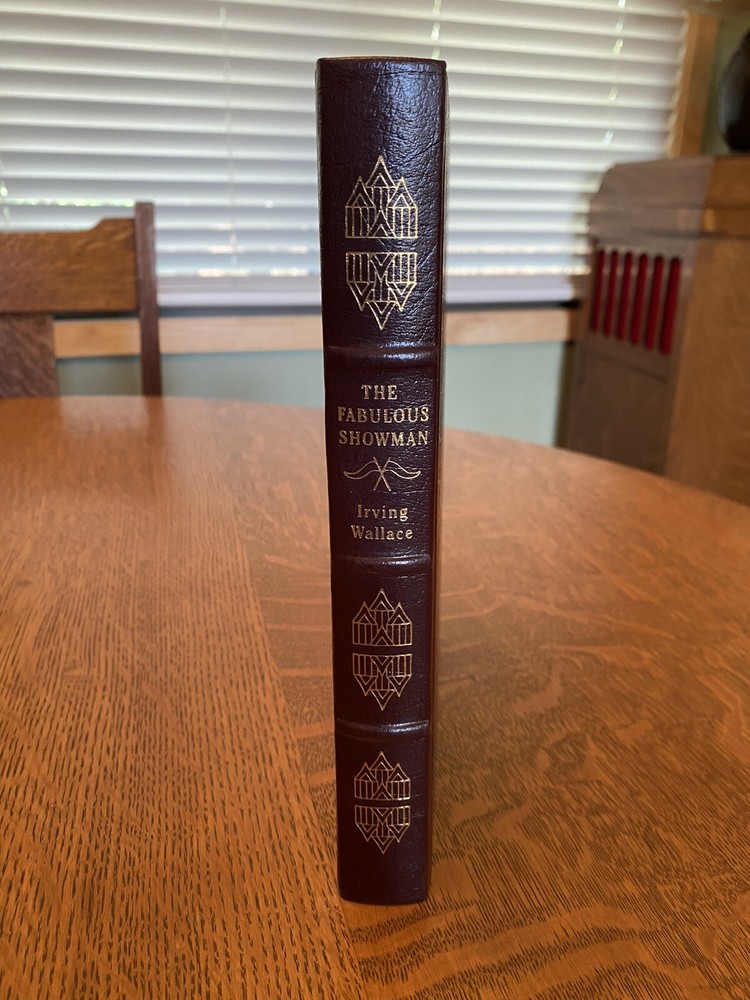 THE
FABULOUS
SHOWMAN
Irving
Wallace